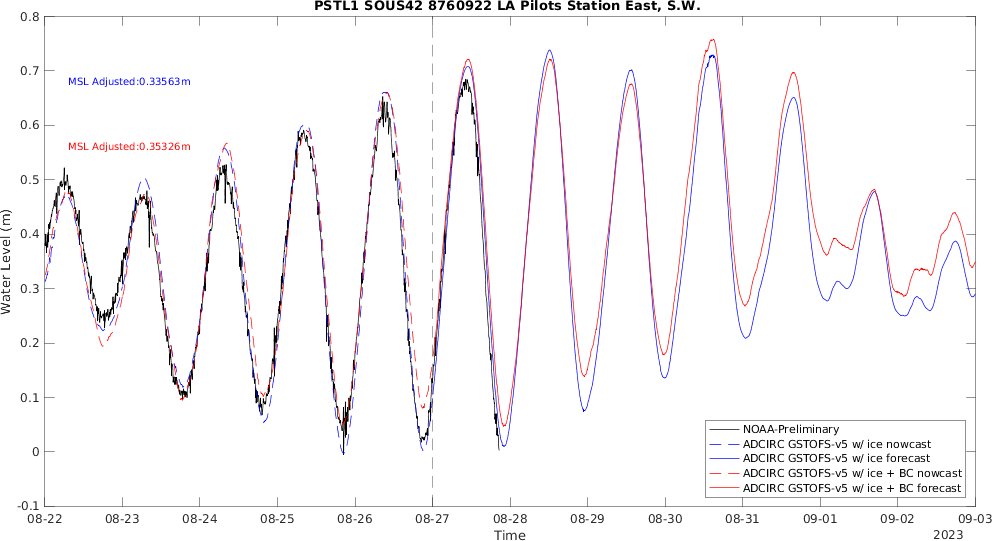 PSTL1 SOUS42 8760922 LA Pilots Station East, S.W.
0.8
0.7
MSL Adjusted:0.33563m
0.6
MSL Adjusted:0.35326m
0.5
0.4
Water Level (m)
0.3
0.2
0.1
0
-0.1
NOAA-Preliminary
ADCIRC GSTOFS-v5 w/ ice nowcast
ADCIRC GSTOFS-v5 w/ ice forecast
ADCIRC GSTOFS-v5 w/ ice + BC nowcast
ADCIRC GSTOFS-v5 w/ ice + BC forecast
08-22 08-23 08-24 08-25 08-26 08-27 08-28 08-29 08-30 08-31 09-01 09-02 09-03
Time
2023